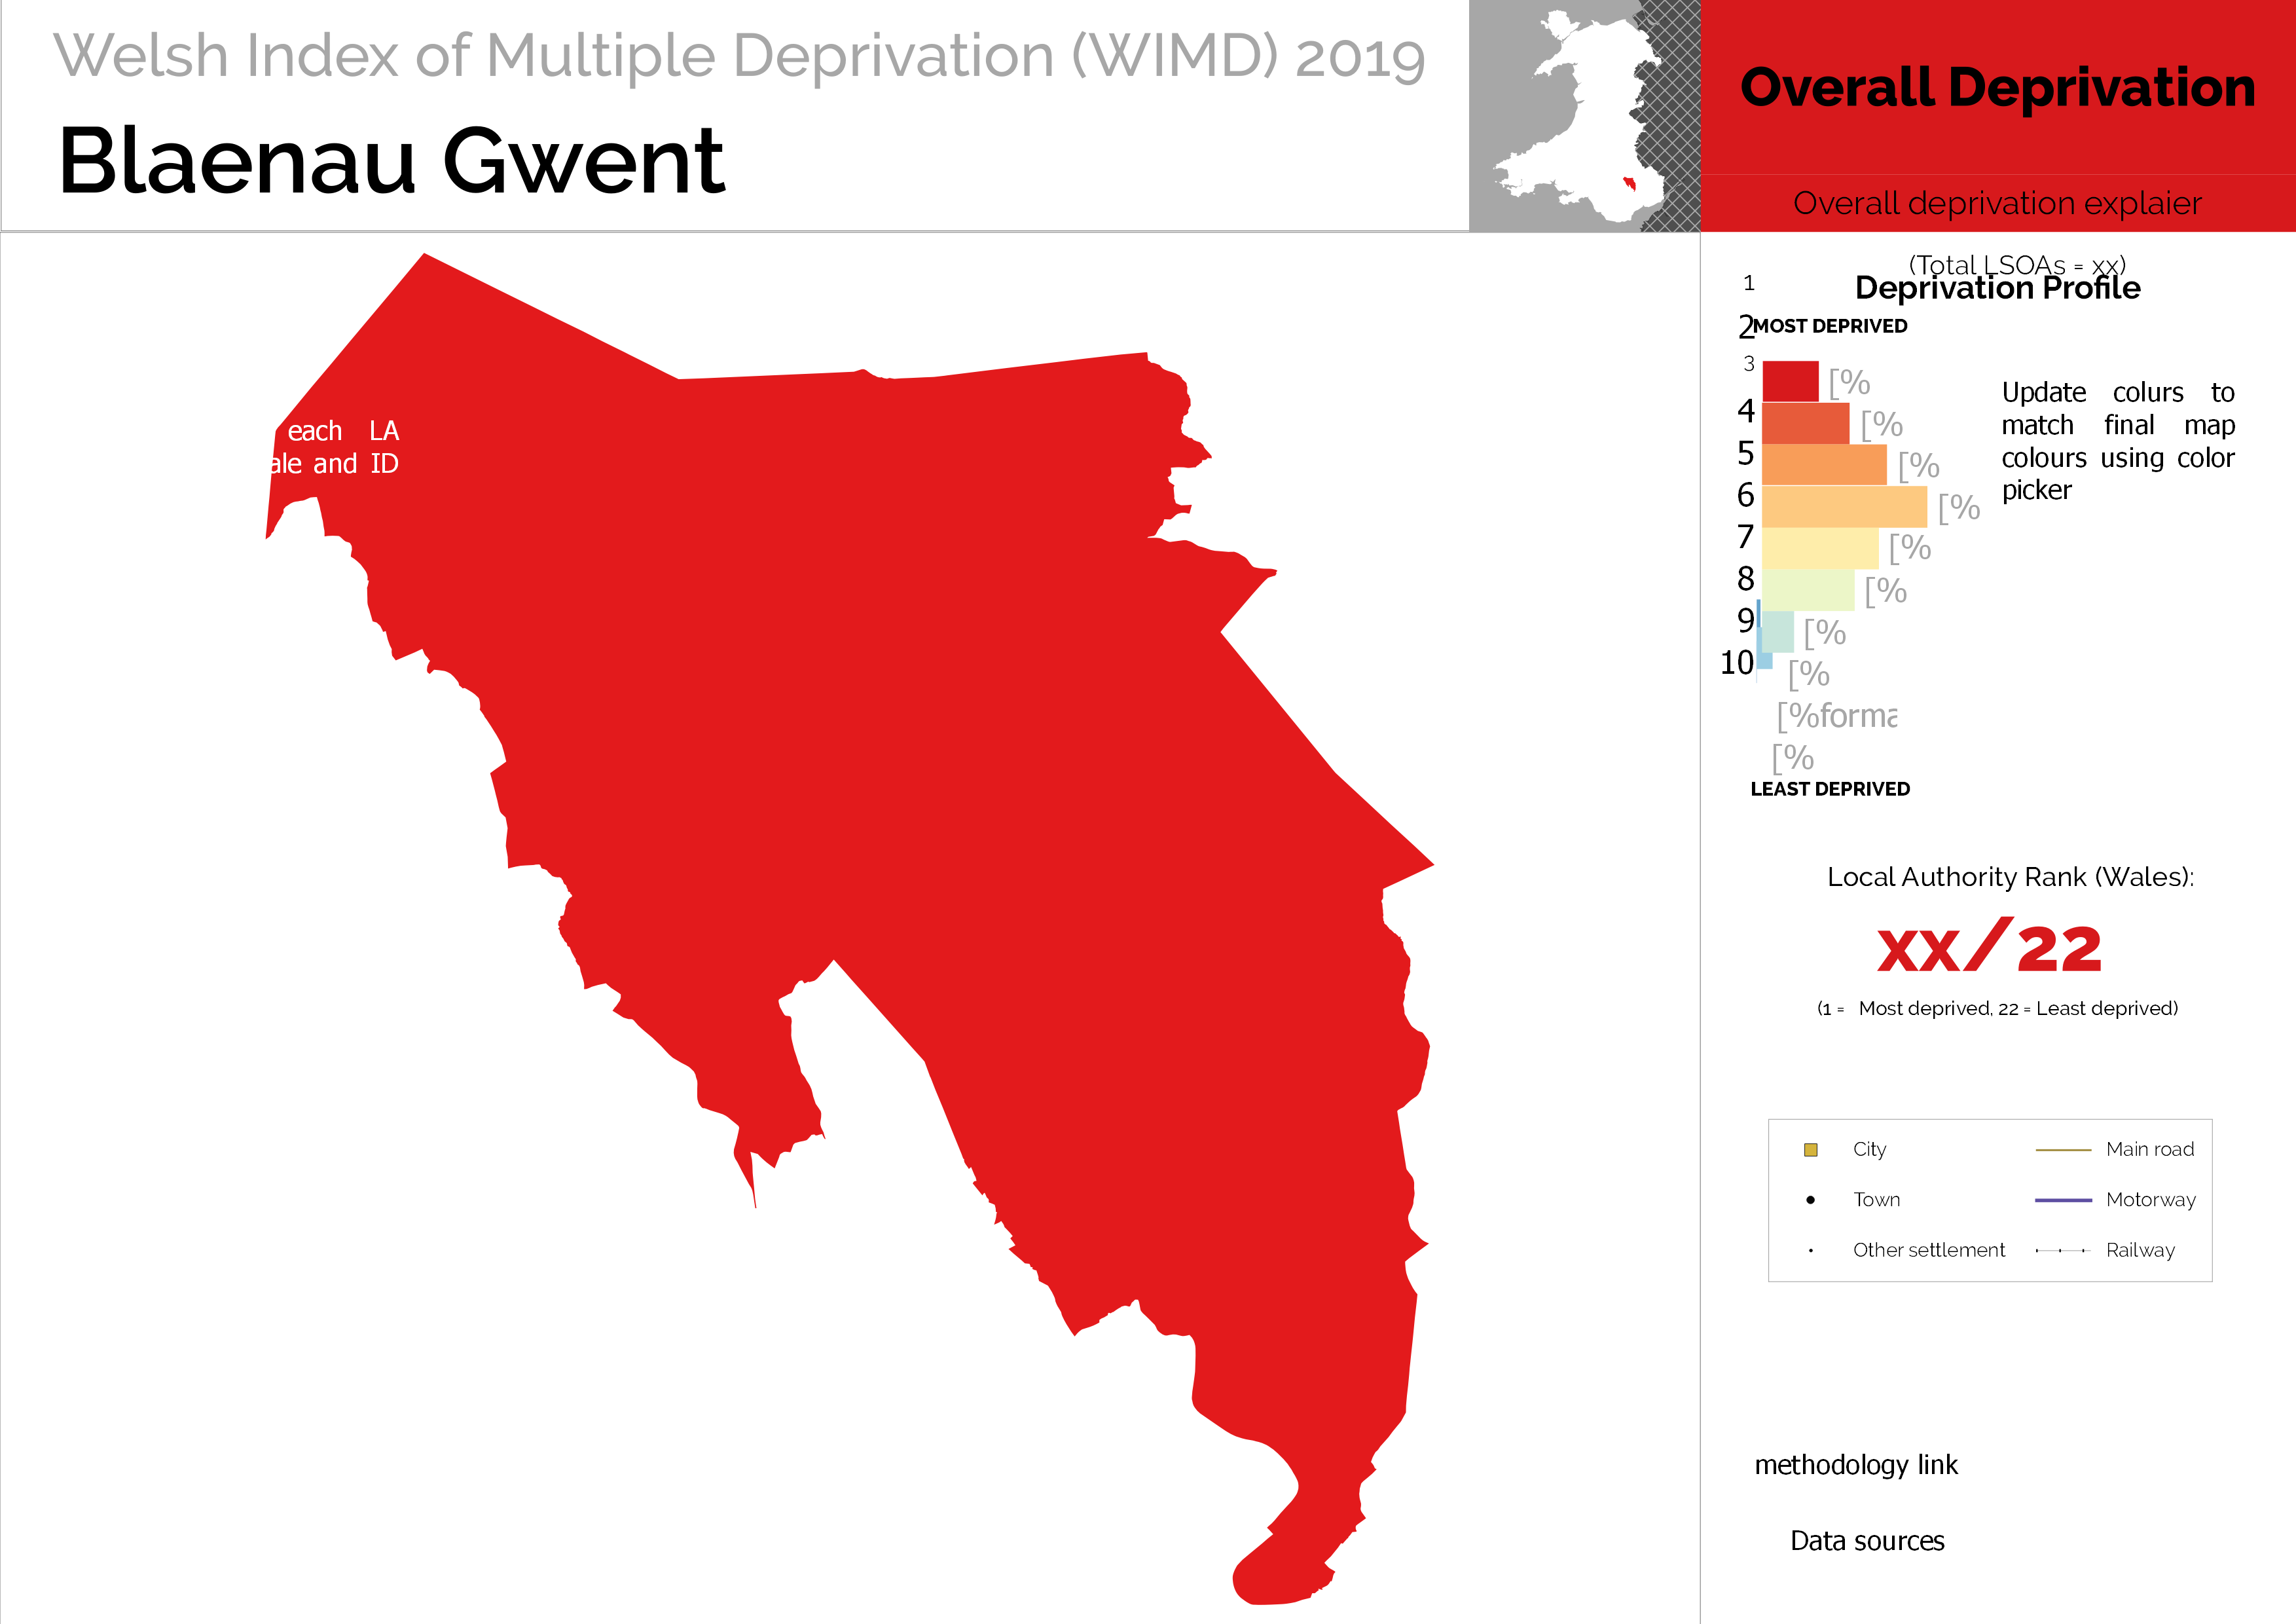 Welsh Index of Multiple Deprivation (WIMD) 2019
Blaenau Gwent
Overall Deprivation
Overall deprivation explaier
(Total LSOAs = xx)
Deprivation Profile
MOST DEPRIVED
1
2
3
4
5
6
7
8
9
10
[%
[%
[%
[%
[%
[%
[%
[%
[%forma
[%
LEAST DEPRIVED
Update colurs to
match final map
colours using color
picker
each LA
ale and ID
Local Authority Rank (Wales):
xx/22
(1 = Most deprived, 22 = Least deprived)
City
Main road
Town
Motorway
Other settlement
Railway
methodology link
Data sources